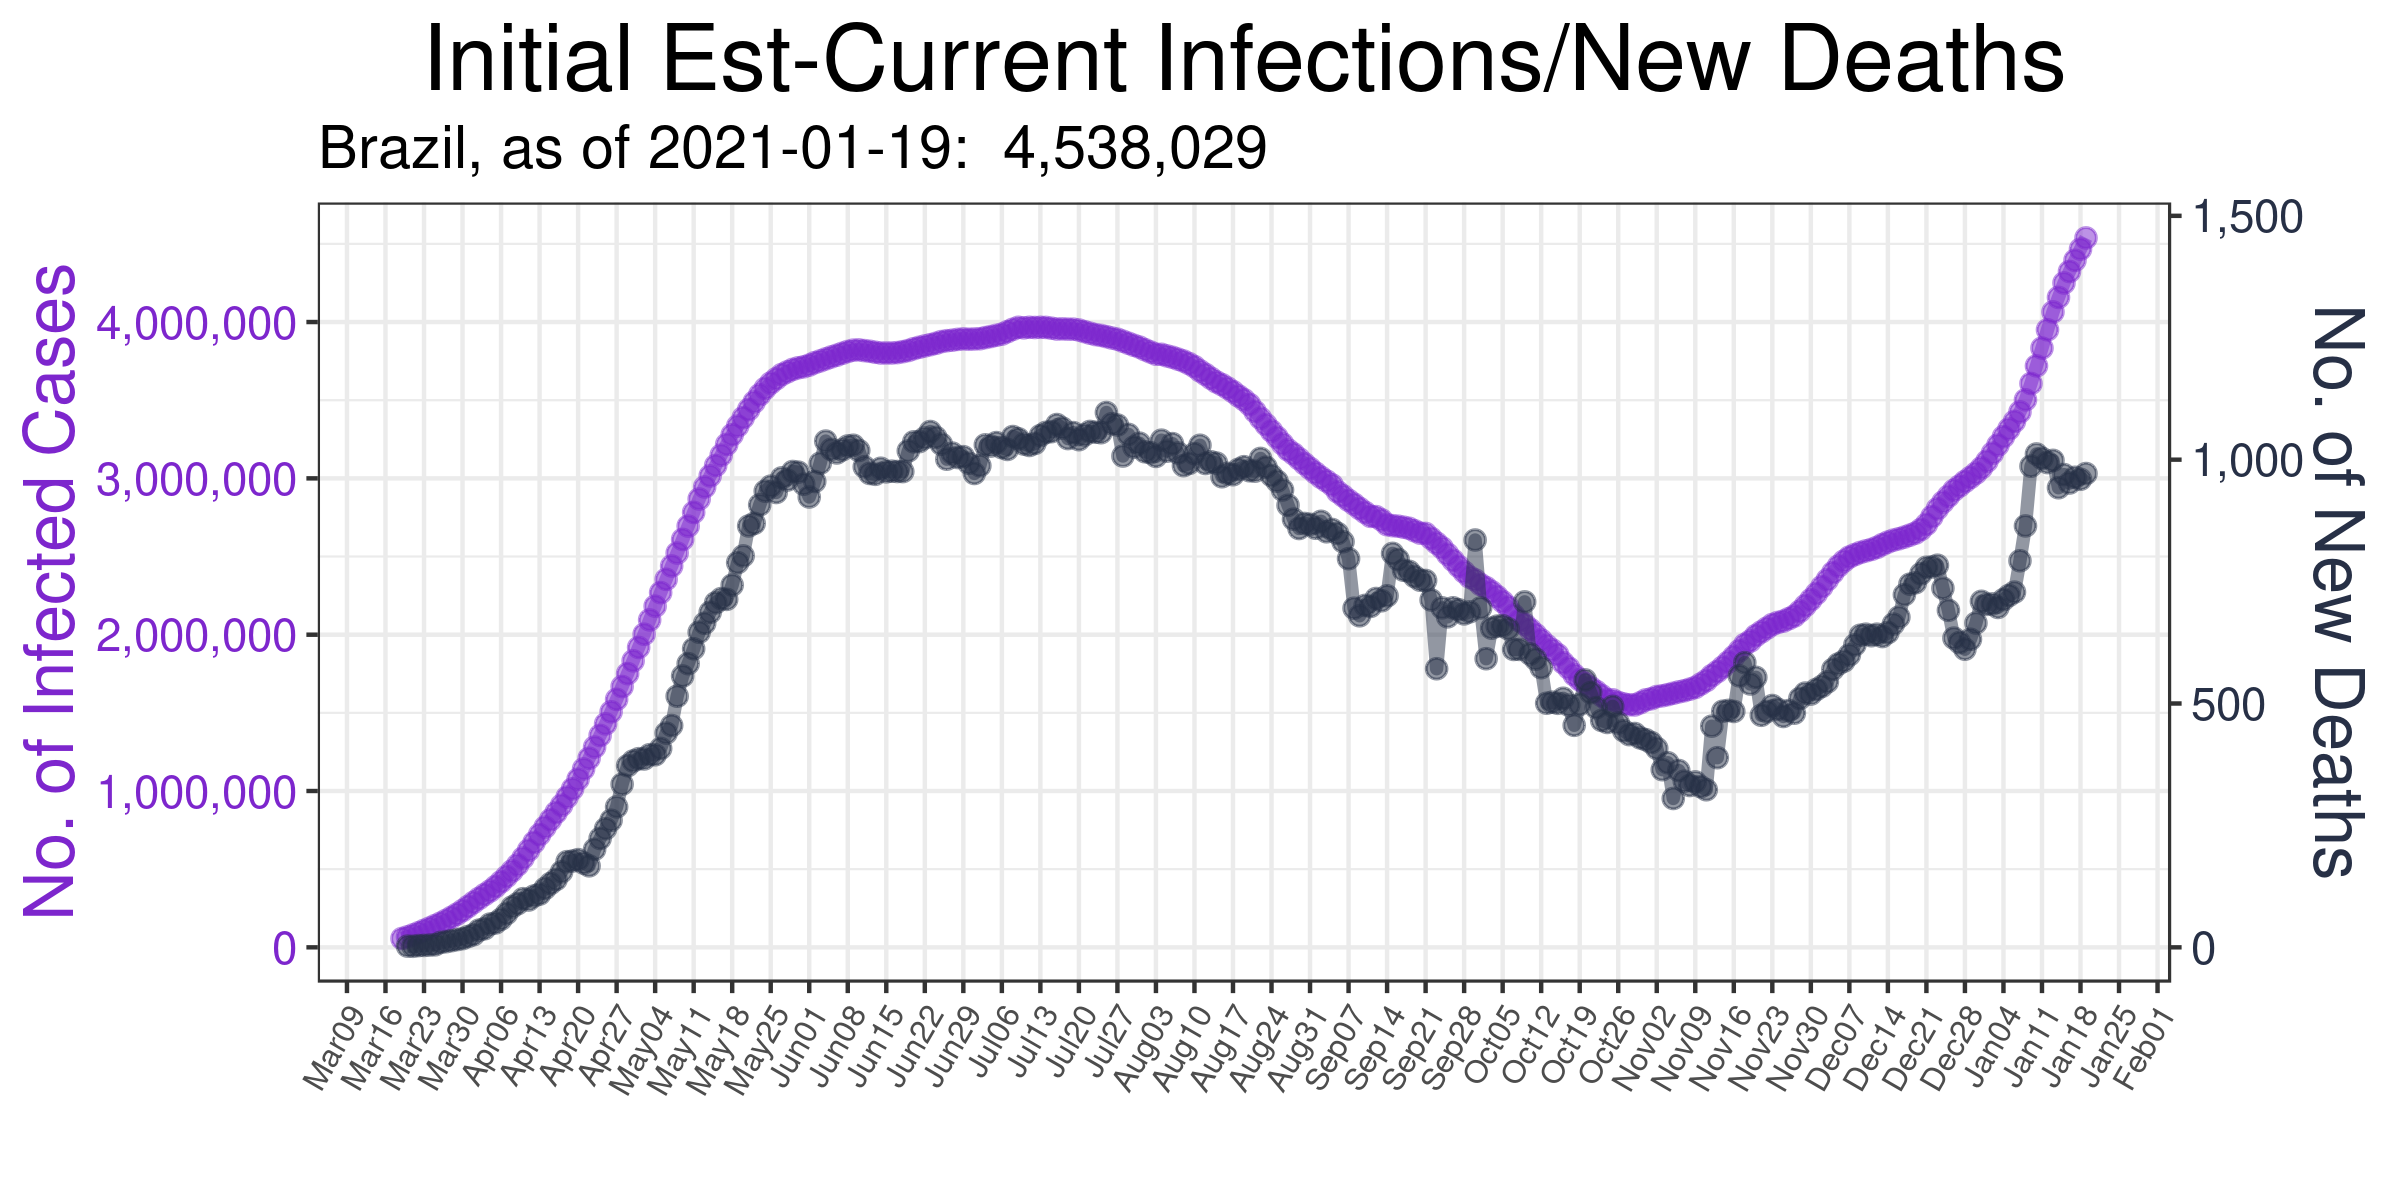 Initial Est-Current Infections/New Deaths
Brazil, as of 2021-01-19:  4,538,029
No. of Infected Cases
4,000,000
3,000,000
2,000,000
1,000,000
0
1,500
1,000
500
0
No. of New Deaths
Mar09
Mar16
Mar23
Mar30
Apr06
Apr13
Apr20
Apr27
May04
May11
May18
May25
Jun01
Jun08
Jun15
Jun22
Jun29
Jul06
Jul13
Jul20
Jul27
Aug03
Aug10
Aug17
Aug24
Aug31
Sep07
Sep14
Sep21
Sep28
Oct05
Oct12
Oct19
Oct26
Nov02
Nov09
Nov16
Nov23
Nov30
Dec07
Dec14
Dec21
Dec28
Jan04
Jan11
Jan18
Jan25
Feb01